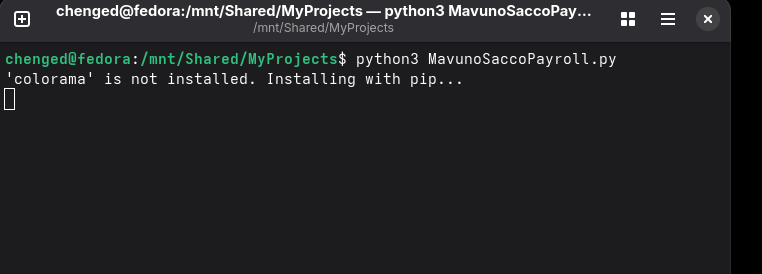 chenged@fedora:/mnt/Shared/MyProjects — python3 MavunoSaccoPay...
/mnt/Shared/MyProjects
chenged@fedora:/mnt/Shared/MyProjects$ python3 MavunoSaccoPayroll.py
'colorama' is not installed. Installing with pip...